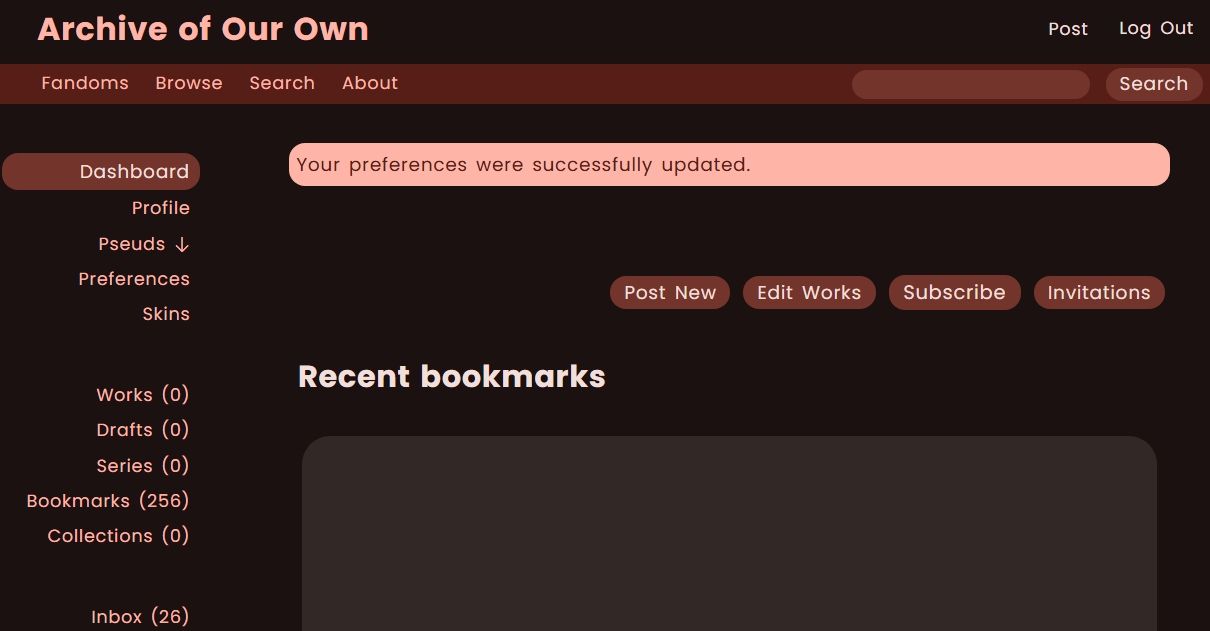 Archive of Our Own
Post Log Out
Fandoms Browse Search About Search
Dashboard
Profile
Pseuds ↓
Preferences
Skins
Works (0)
Drafts (0)
Series (0)
Bookmarks (256)
Collections (0)
Inbox (26)
Your preferences were successfully updated.
Post New Edit Works Subscribe Invitations
Recent bookmarks